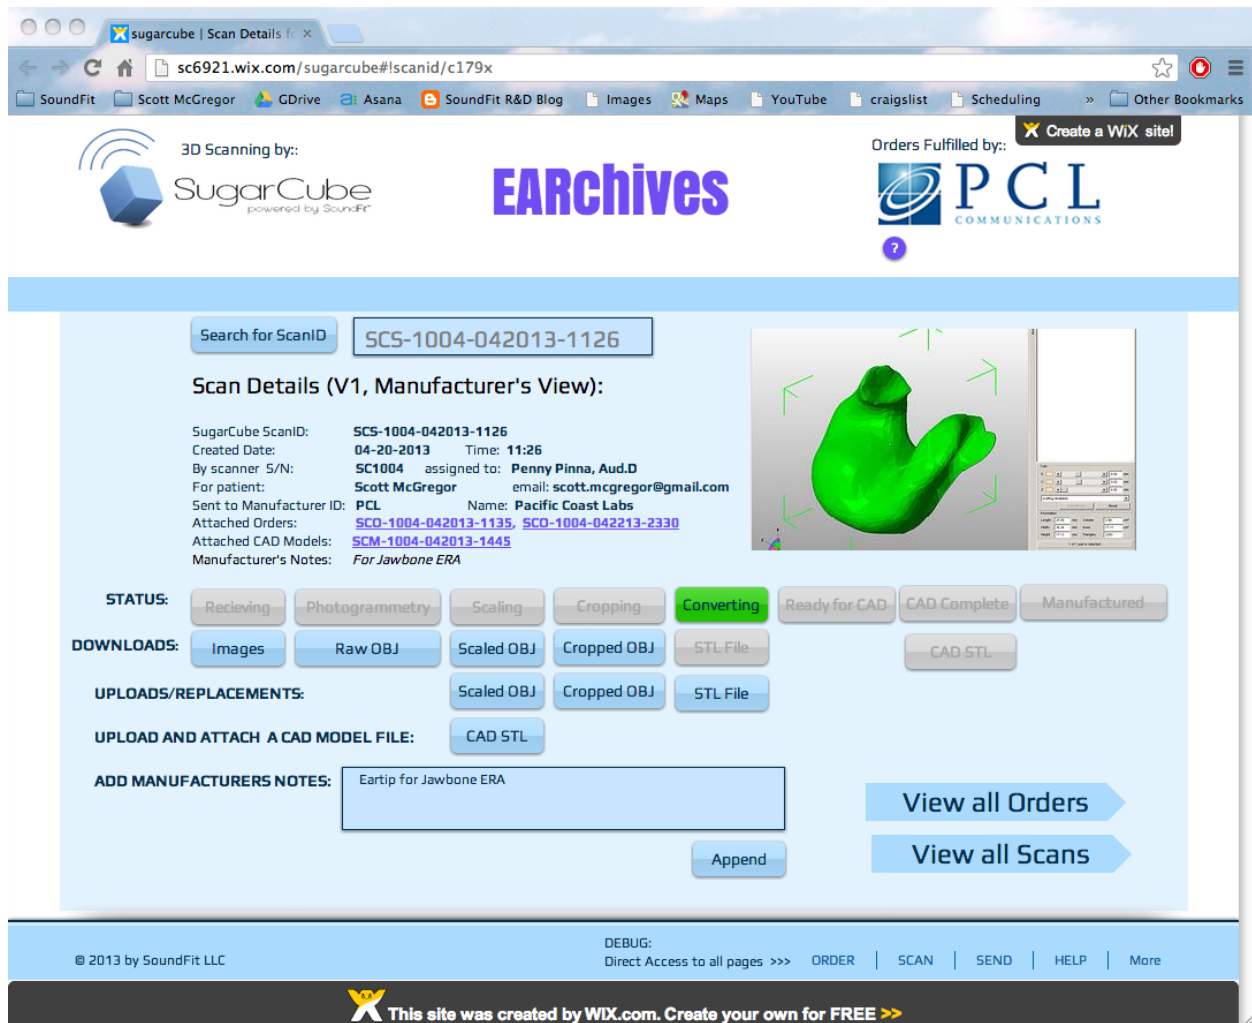 sugarcube | Scan Details fo
sc6921.wix.com/sugarcube#!scanid/c179x
SoundFit Scott McGregor GDrive Asana SoundFit R&D Blog Images Maps YouTube craigslist Scheduling » Other Bookmarks
Create a WiX site!
3D Scanning by::
Orders Fulfilled by::
SugarCube
powered by SoundFit
EARchives
PCL
COMMUNICATIONS
?
Search for ScanID SCS-1004-042013-1126
Scan Details (V1, Manufacturer's View):
SugarCube ScanID: SCS-1004-042013-1126
Created Date: 04-20-2013 Time: 11:26
By scanner S/N: SC1004 assigned to: Penny Pinna, Aud.D
For patient: Scott McGregor email: scott.mcgregor@gmail.com
Sent to Manufacturer ID: PCL Name: Pacific Coast Labs
Attached Orders: SCO-1004-042013-1135, SCO-1004-042213-2330
Attached CAD Models: SCM-1004-042013-1445
Manufacturer's Notes: For Jawbone ERA
STATUS: Recieving Photogrammetry Scaling Cropping Converting Ready for CAD CAD Complete Manufactured
DOWNLOADS: Images Raw OBJ Scaled OBJ Cropped OBJ STL File CAD STL
UPLOADS/REPLACEMENTS: Scaled OBJ Cropped OBJ STL File
UPLOAD AND ATTACH A CAD MODEL FILE: CAD STL
ADD MANUFACTURERS NOTES: Eartip for Jawbone ERA
View all Orders
View all Scans
Append
DEBUG:
© 2013 by SoundFit LLC Direct Access to all pages >>> ORDER | SCAN | SEND | HELP | More
This site was created by WIX.com. Create your own for FREE >>